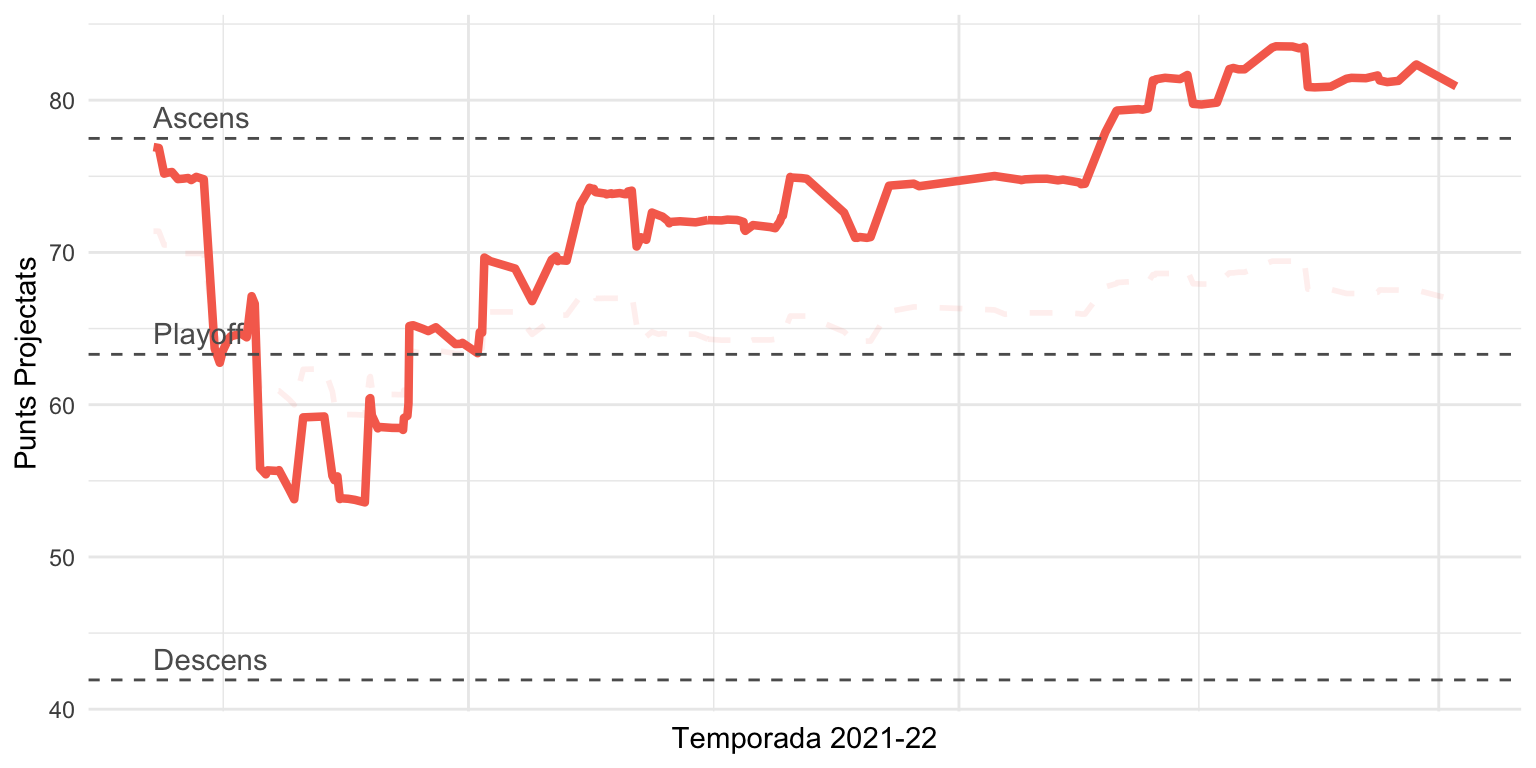 80
70
60
50
40
Punts Projectats
Ascens
Playoff
Descens
Temporada 2021-22